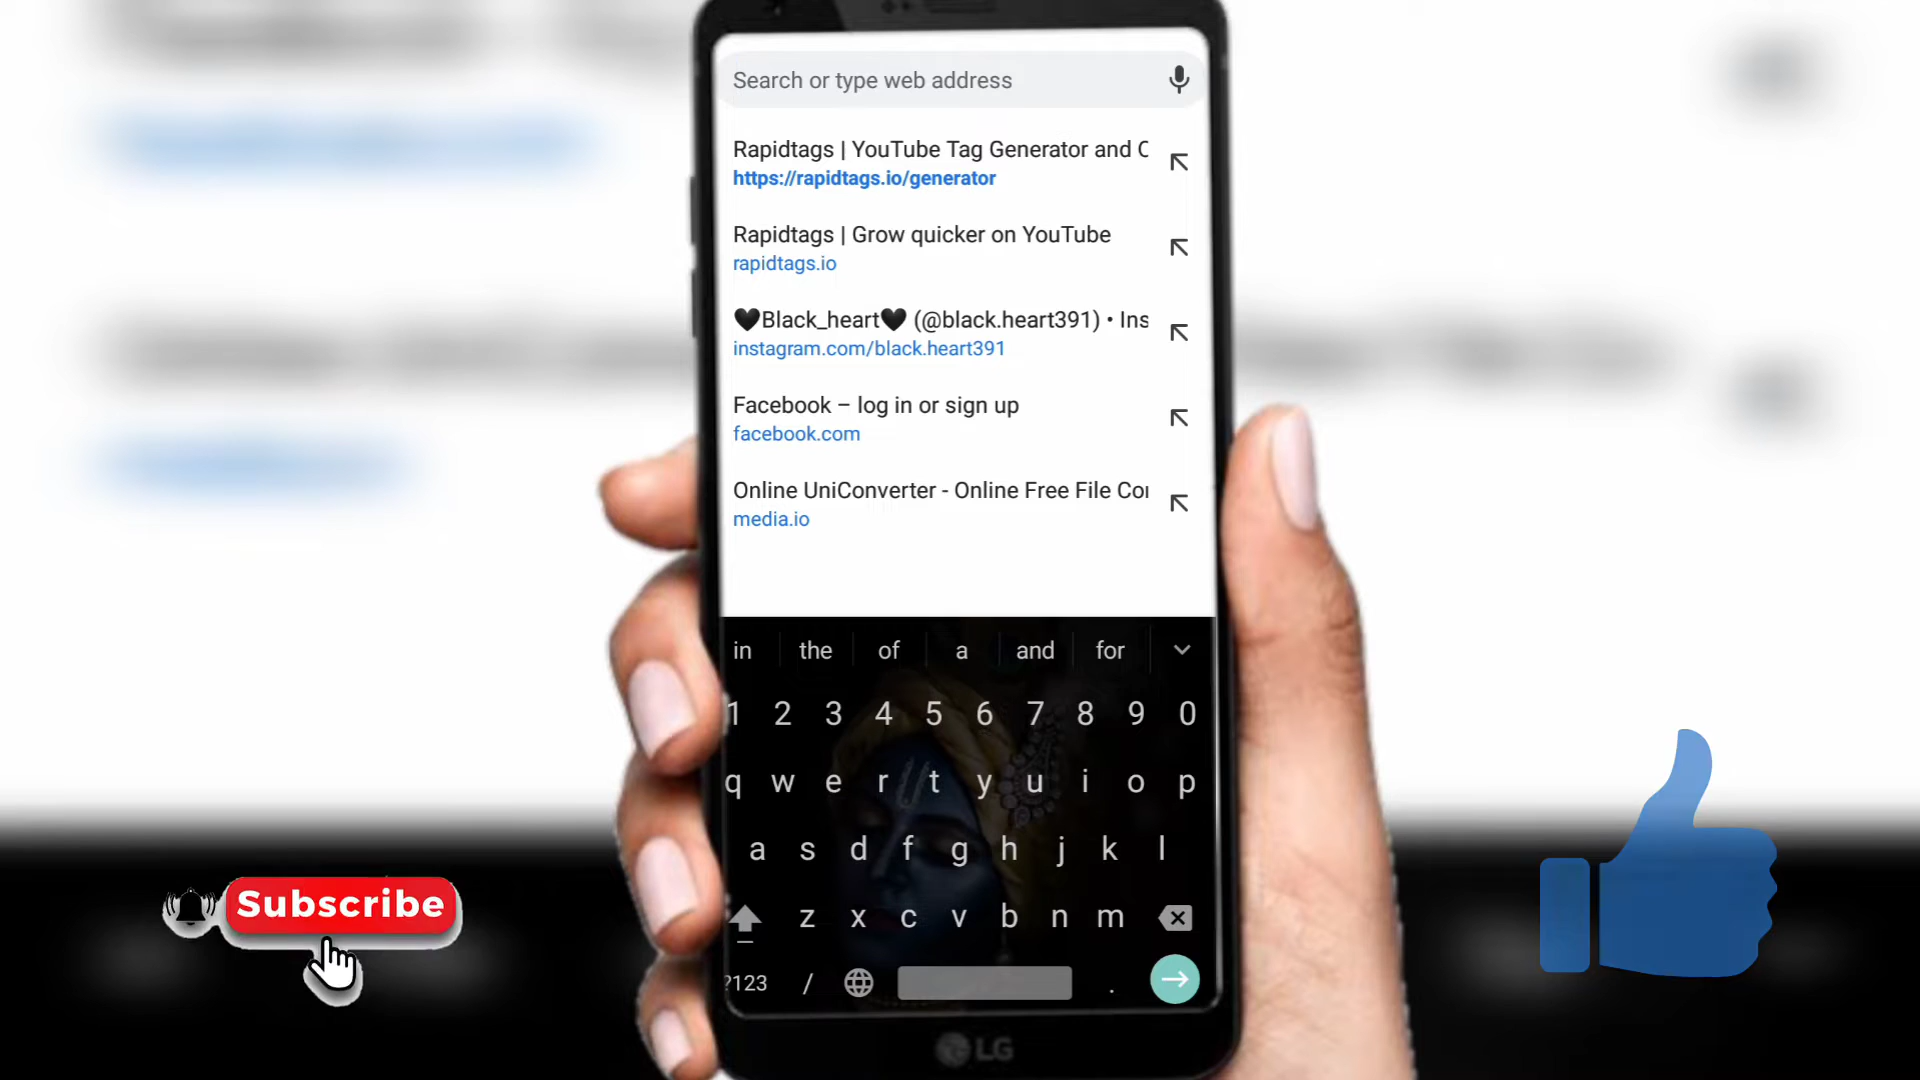 Search or type web address
Rapidtags | YouTube Tag Generator and C
https://rapidtags.io/generator
Rapidtags | Grow quicker on YouTube
rapidtags.io
🖤Black_heart🖤 (@black.heart391) • Ins
instagram.com/black.heart391
Facebook – log in or sign up
facebook.com
Online UniConverter - Online Free File Co
media.io
in the of a and for
1 2 3 4 5 6 7 8 9 0
q w e r t y u i o p
a s d f g h j k l
z x c v b n m
?123 / .
Subscribe
LG